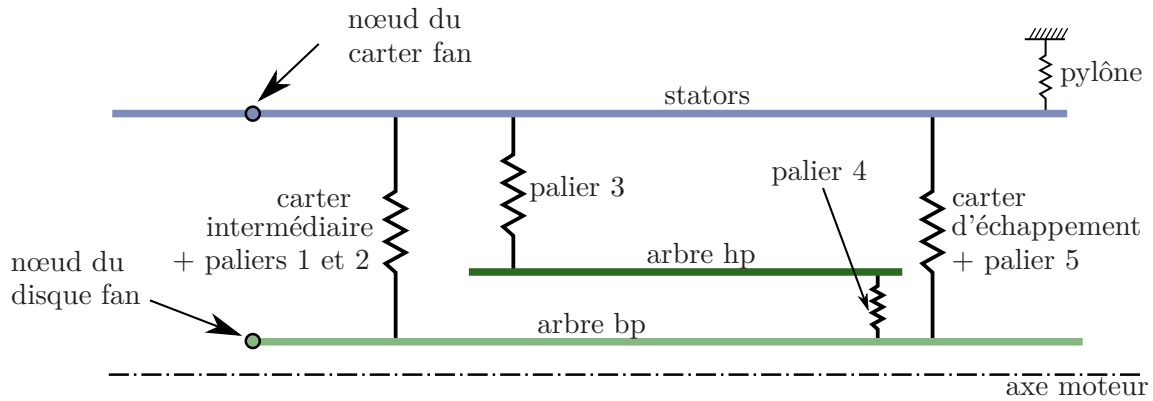 nœud du
carter fan
pylône
stators
palier 4
palier 3
carter
intermédiaire
+ paliers 1 et 2
carter
d'échappement
+ palier 5
arbre hp
nœud du
disque fan
arbre bp
axe moteur